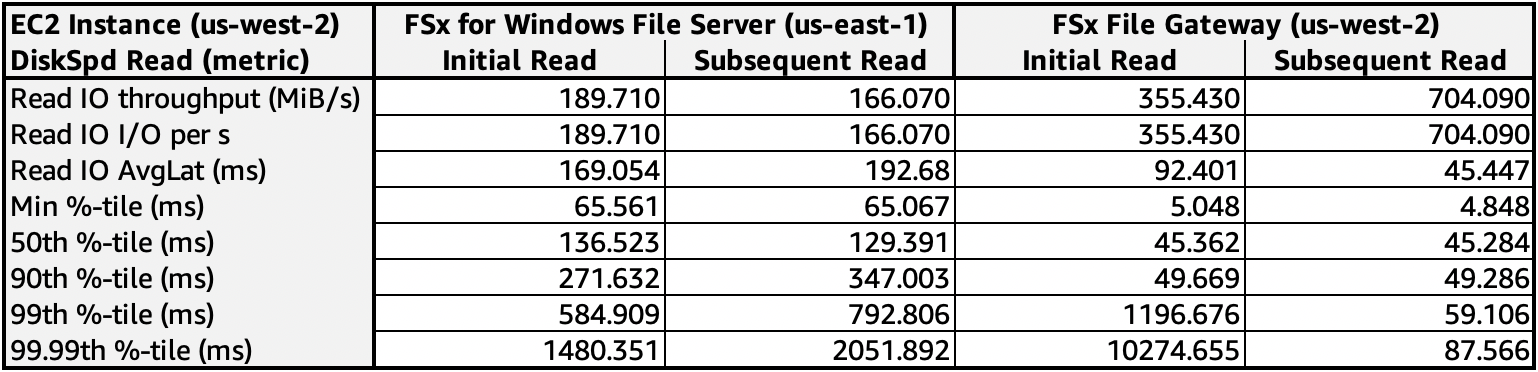 EC2 Instance (us-west-2) FSx for Windows File Server (us-east-1) FSx File Gateway (us-west-2)
DiskSpd Read (metric) Initial Read Subsequent Read Initial Read Subsequent Read
Read IO throughput (MiB/s) 189.710 166.070 355.430 704.090
Read IO I/O per s 189.710 166.070 355.430 704.090
Read IO AvgLat (ms) 169.054 192.68 92.401 45.447
Min %-tile (ms) 65.561 65.067 5.048 4.848
50th %-tile (ms) 136.523 129.391 45.362 45.284
90th %-tile (ms) 271.632 347.003 49.669 49.286
99th %-tile (ms) 584.909 792.806 1196.676 59.106
99.99th %-tile (ms) 1480.351 2051.892 10274.655 87.566